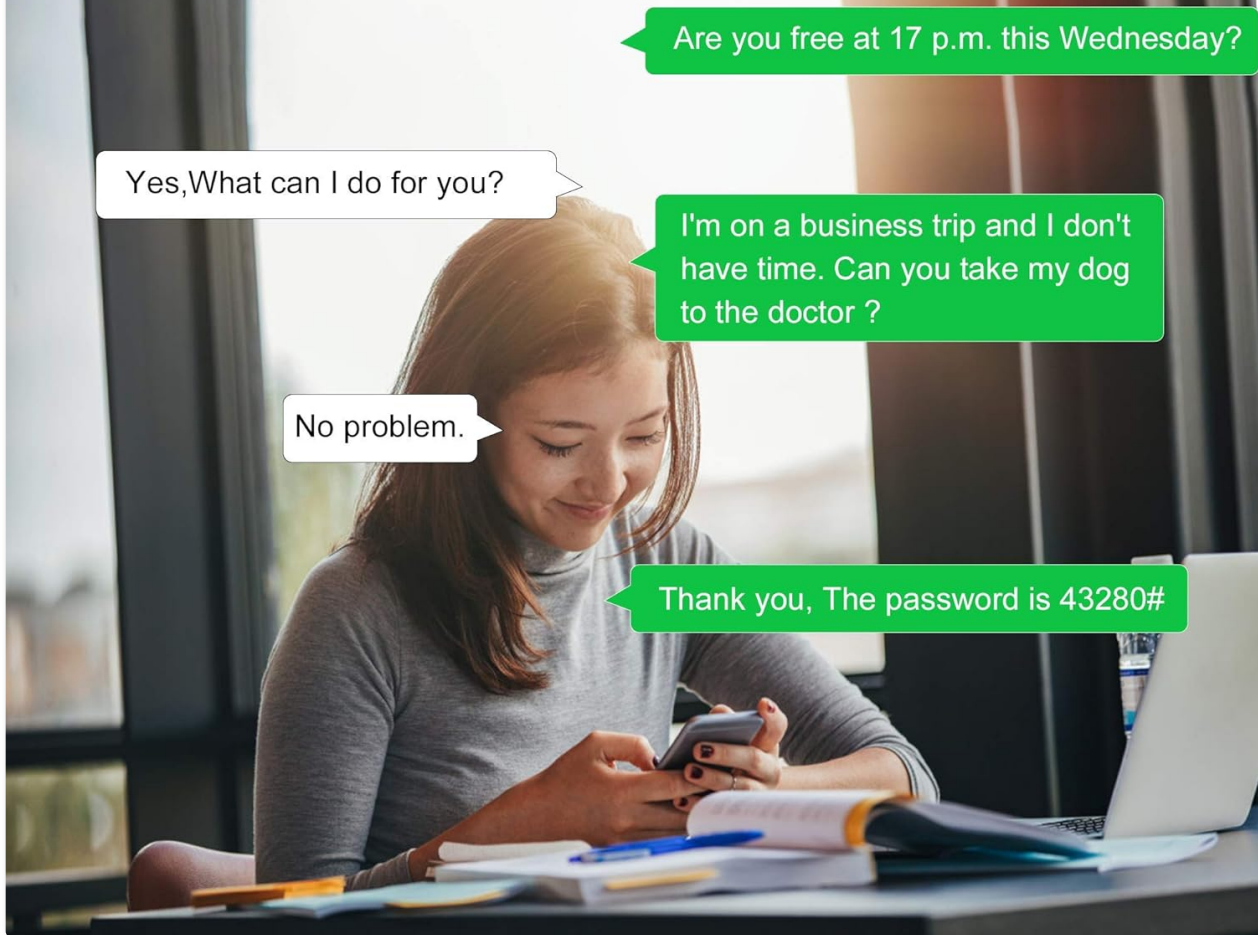 Are you free at 17 p.m. this Wednesday?
Yes,What can I do for you?
I'm on a business trip and I don't
have time. Can you take my dog
to the doctor ?
No problem.
Thank you, The password is 43280#